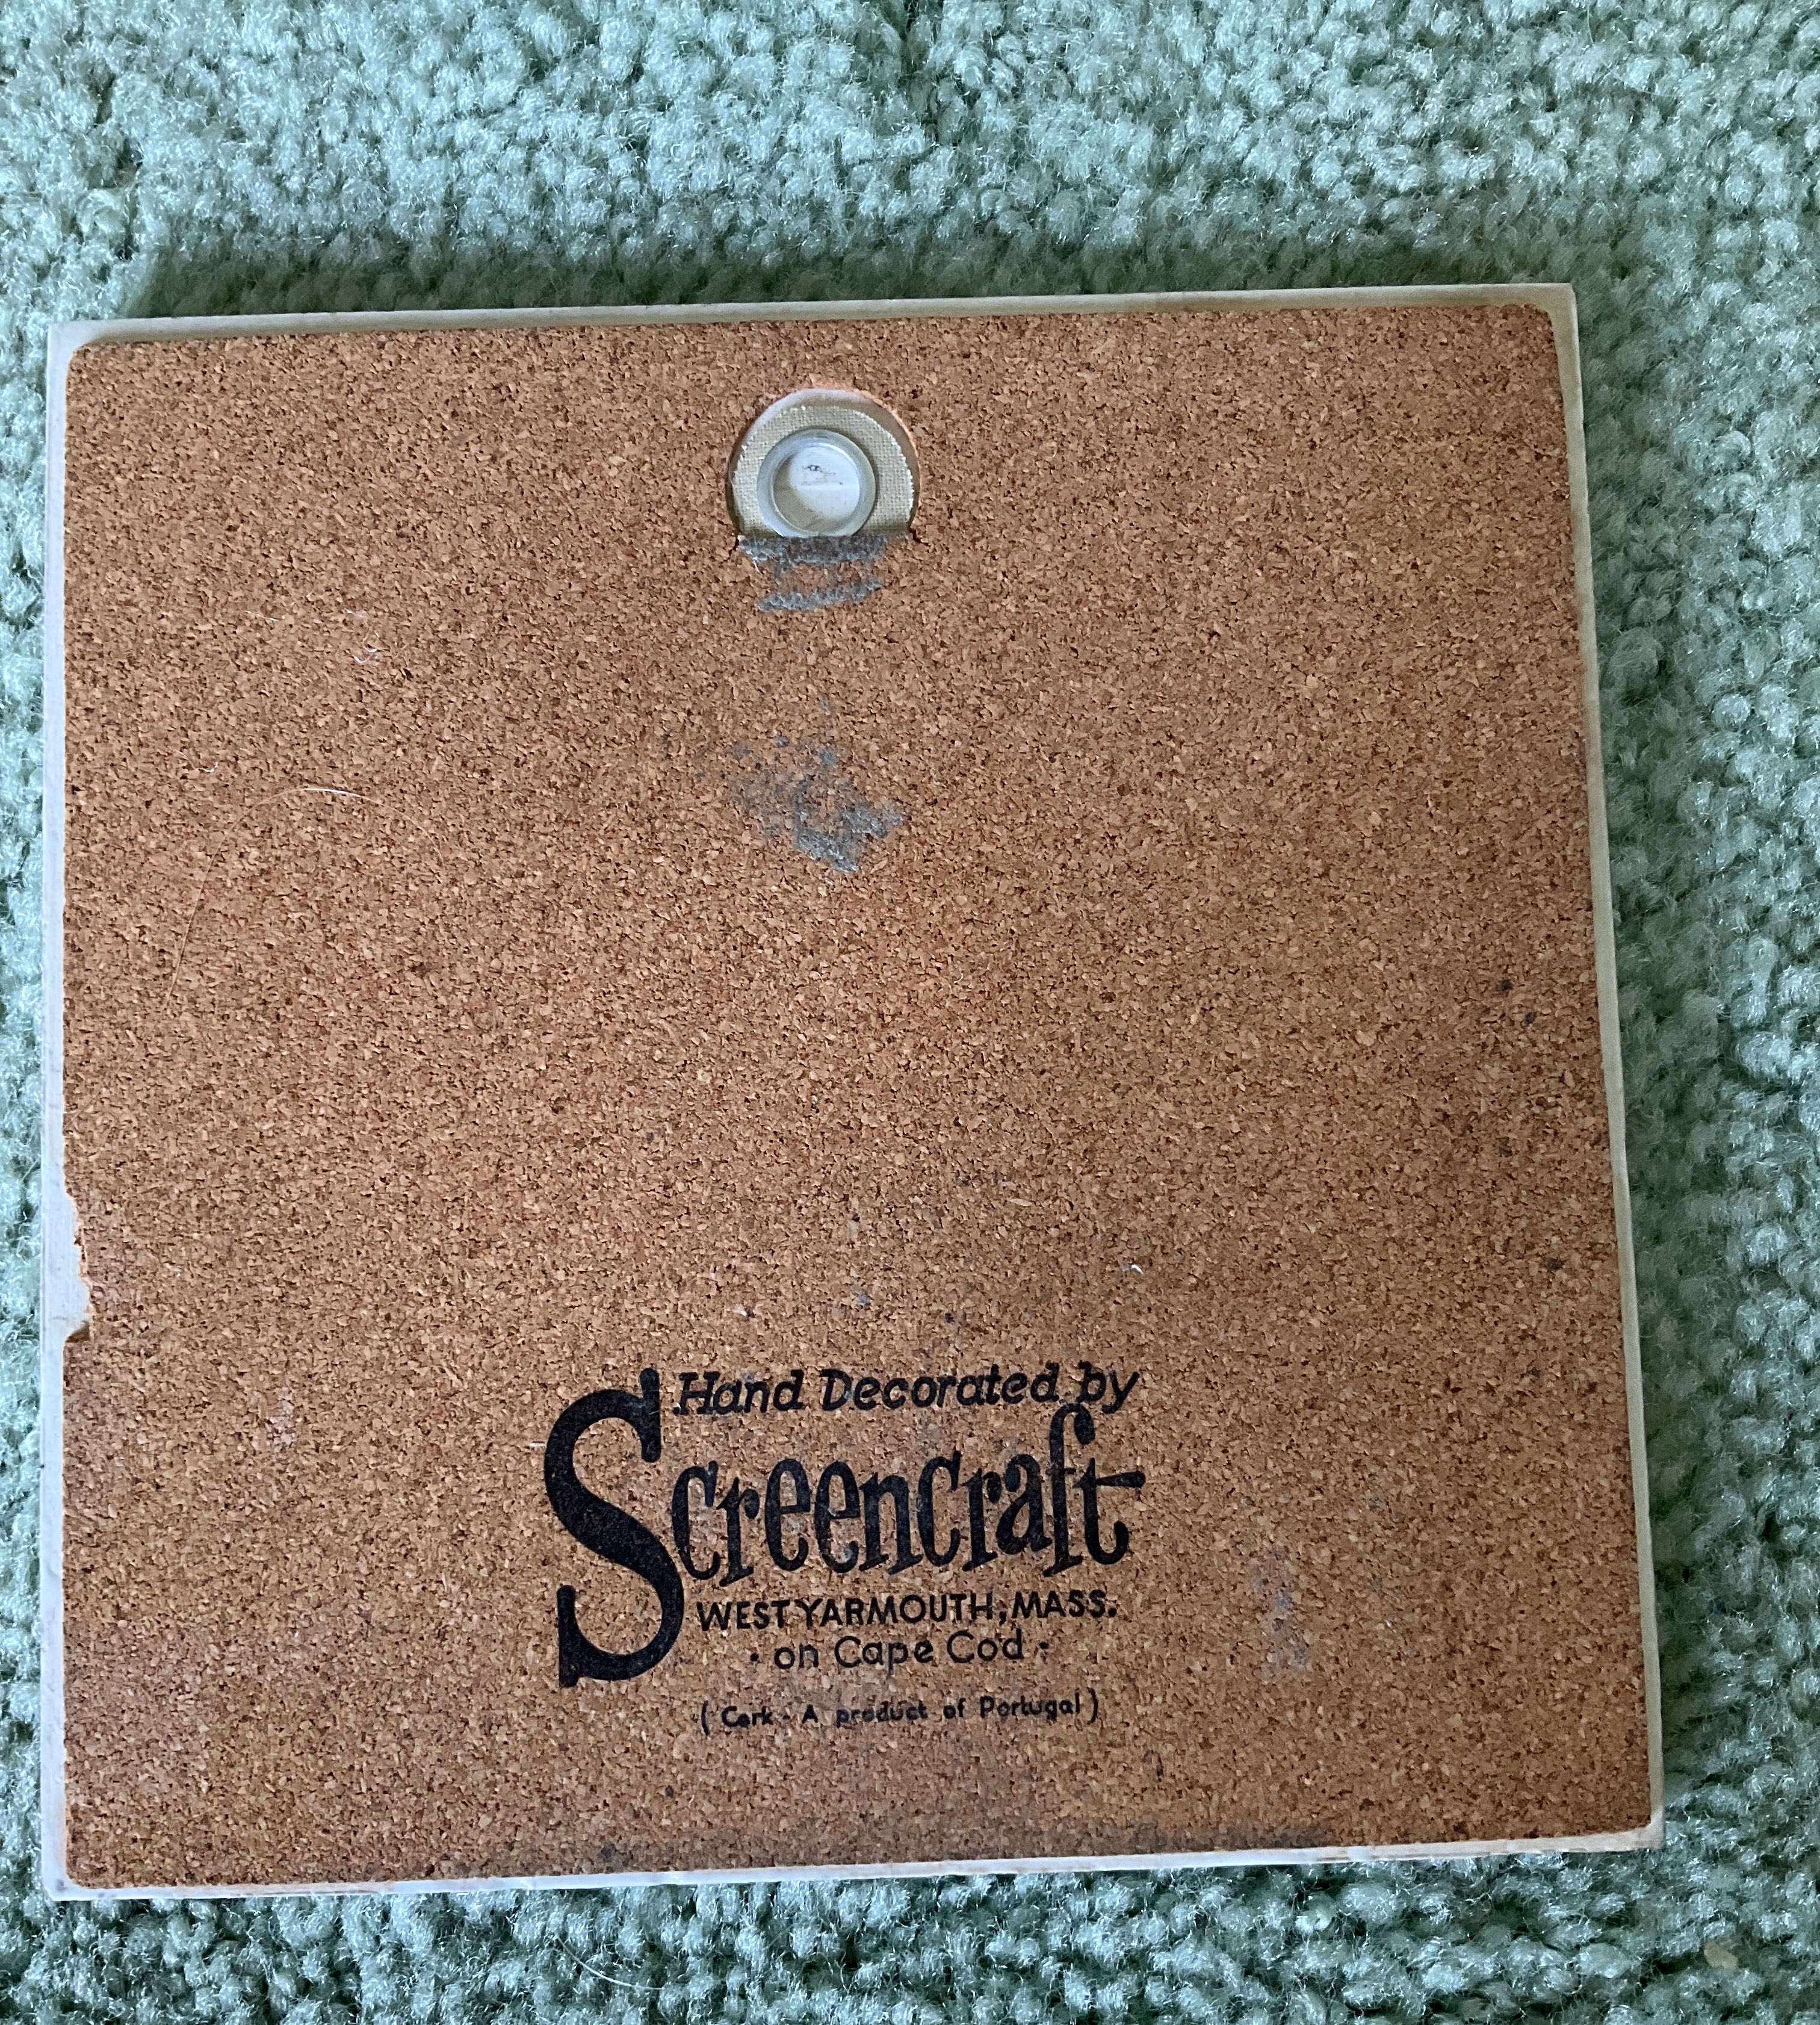 Hand Decorated by
Screencraft
WEST YARMOUTH, MASS.
• on Cape Cod •
(Cork - A product of Portugal)